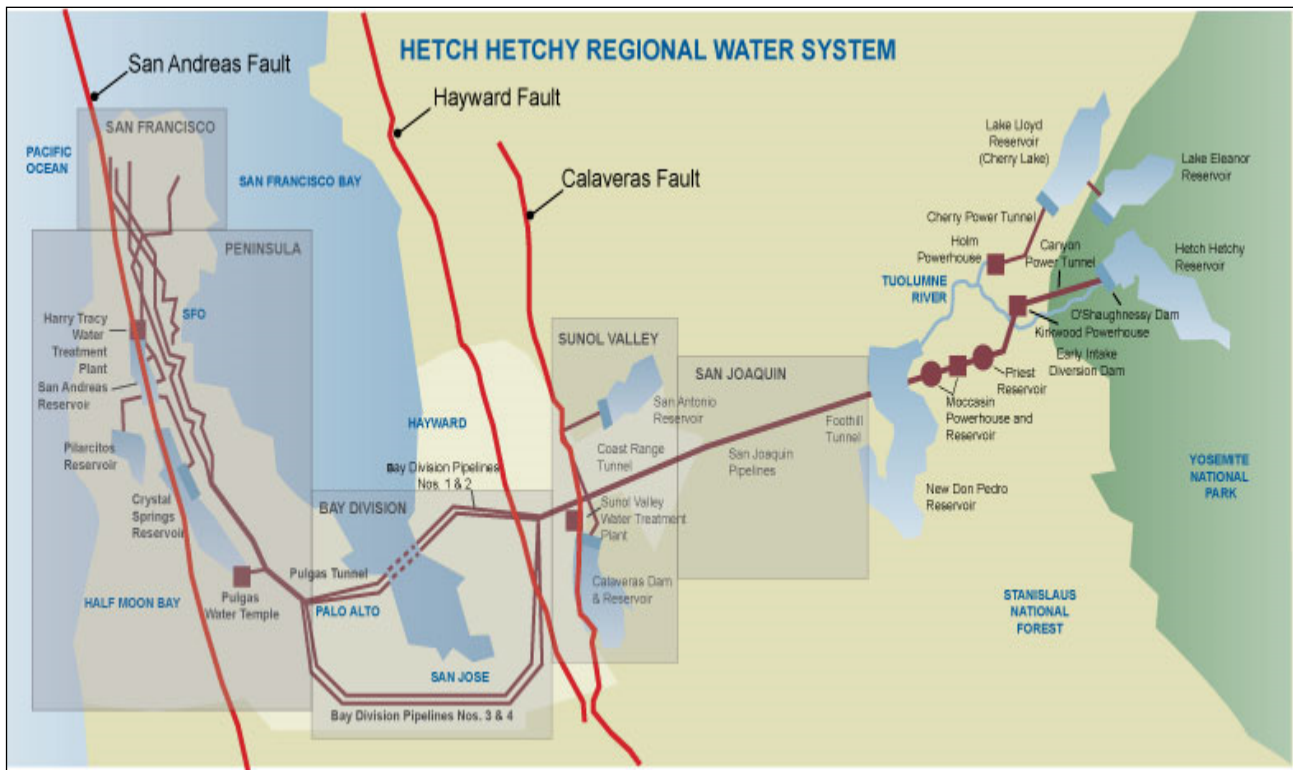 HETCH HETCHY REGIONAL WATER SYSTEM
San Andreas Fault
Hayward Fault
Calaveras Fault
SAN FRANCISCO
PACIFIC
OCEAN
SAN FRANCISCO BAY
PENINSULA
SFO
Harry Tracy
Water
Treatment
Plant
San Andreas
Reservoir
Pilarcitos
Reservoir
Crystal
Springs
Reservoir
HALF MOON BAY
Pulgas
Water Temple
Pulgas Tunnel
PALO ALTO
BAY DIVISION
SAN JOSE
Bay Division Pipelines Nos. 3 & 4
HAYWARD
Bay Division Pipelines
Nos. 1 & 2
SUNOL VALLEY
San Antonio
Reservoir
Coast Range
Tunnel
Sunol Valley
Water Treatment
Plant
Calaveras Dam
& Reservoir
SAN JOAQUIN
San Joaquin
Pipelines
Foothill
Tunnel
New Don Pedro
Reservoir
Moccasin
Powerhouse and
Reservoir
Priest
Reservoir
Early Intake
Diversion Dam
Kirkwood Powerhouse
O'Shaughnessy Dam
Hetch Hetchy
Reservoir
Canyon
Power Tunnel
TUOLUMNE
RIVER
Holm
Powerhouse
Cherry Power Tunnel
Lake Lloyd
Reservoir
(Cherry Lake)
Lake Eleanor
Reservoir
YOSEMITE
NATIONAL
PARK
STANISLAUS
NATIONAL
FOREST